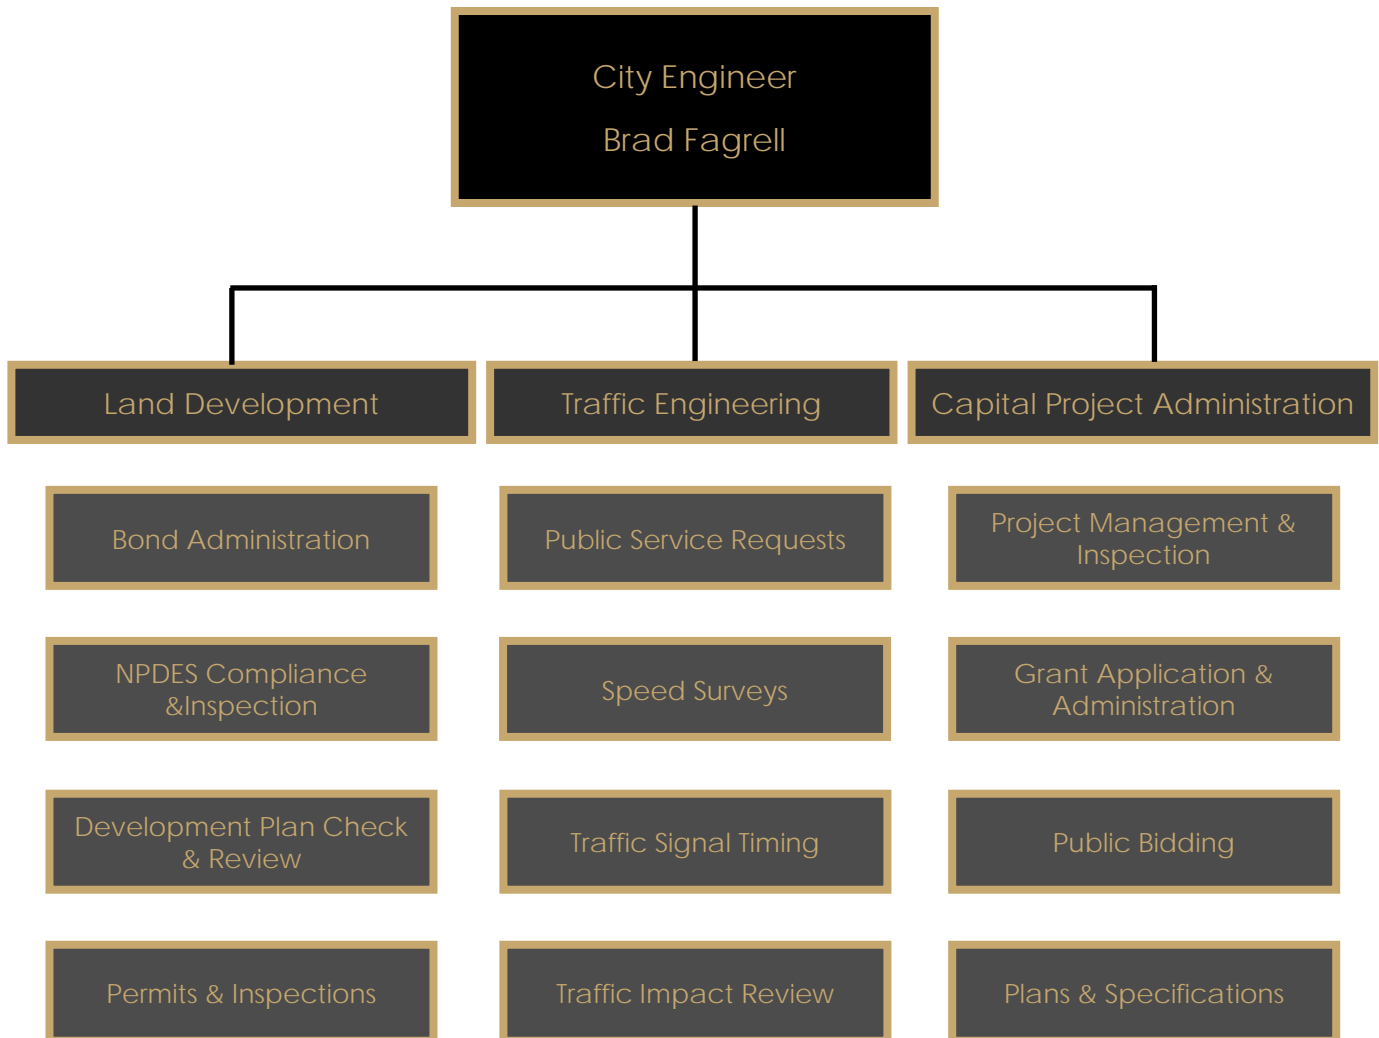 City Engineer
Brad Fagrell
Land Development
Traffic Engineering
Capital Project Administration
Bond Administration
Public Service Requests
Project Management &
Inspection
NPDES Compliance
&Inspection
Speed Surveys
Grant Application &
Administration
Development Plan Check
& Review
Traffic Signal Timing
Public Bidding
Permits & Inspections
Traffic Impact Review
Plans & Specifications